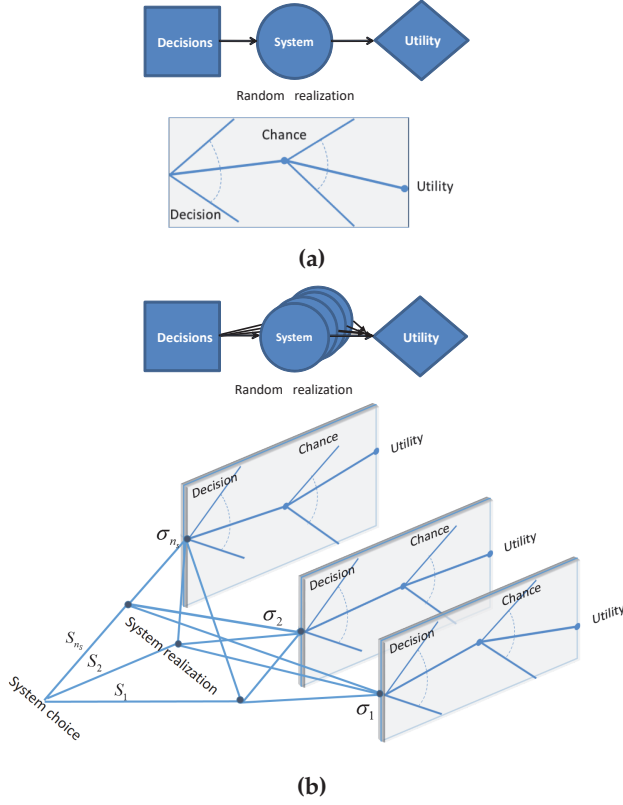 Decisions
System
Utility
Random realization
Chance
Utility
Decision
(a)
Decisions
System
Utility
Random realization
Decision
Chance
Utility
σ_{n_s}
Decision
Chance
Utility
σ_2
Decision
Chance
Utility
σ_1
S_{n_S}
S_2
S_1
System realization
System choice
(b)